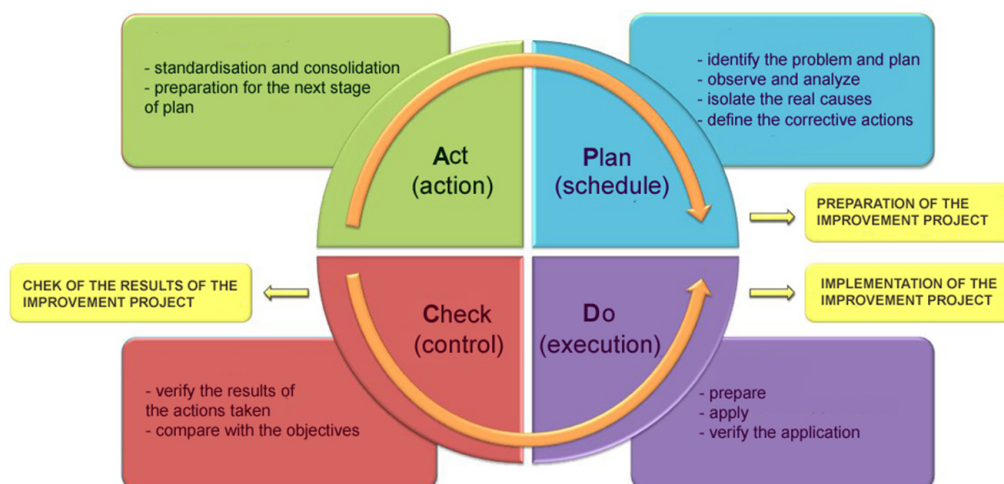 - standardisation and consolidation
- preparation for the next stage
of plan
Act
(action)
Plan
(schedule)
- identify the problem and plan
- observe and analyze
- isolate the real causes
- define the corrective actions
PREPARATION OF THE
IMPROVEMENT PROJECT
CHEK OF THE RESULTS OF THE
IMPROVEMENT PROJECT
Check
(control)
Do
(execution)
IMPLEMENTATION OF THE
IMPROVEMENT PROJECT
- verify the results of
the actions taken
- compare with the objectives
- prepare
- apply
- verify the application